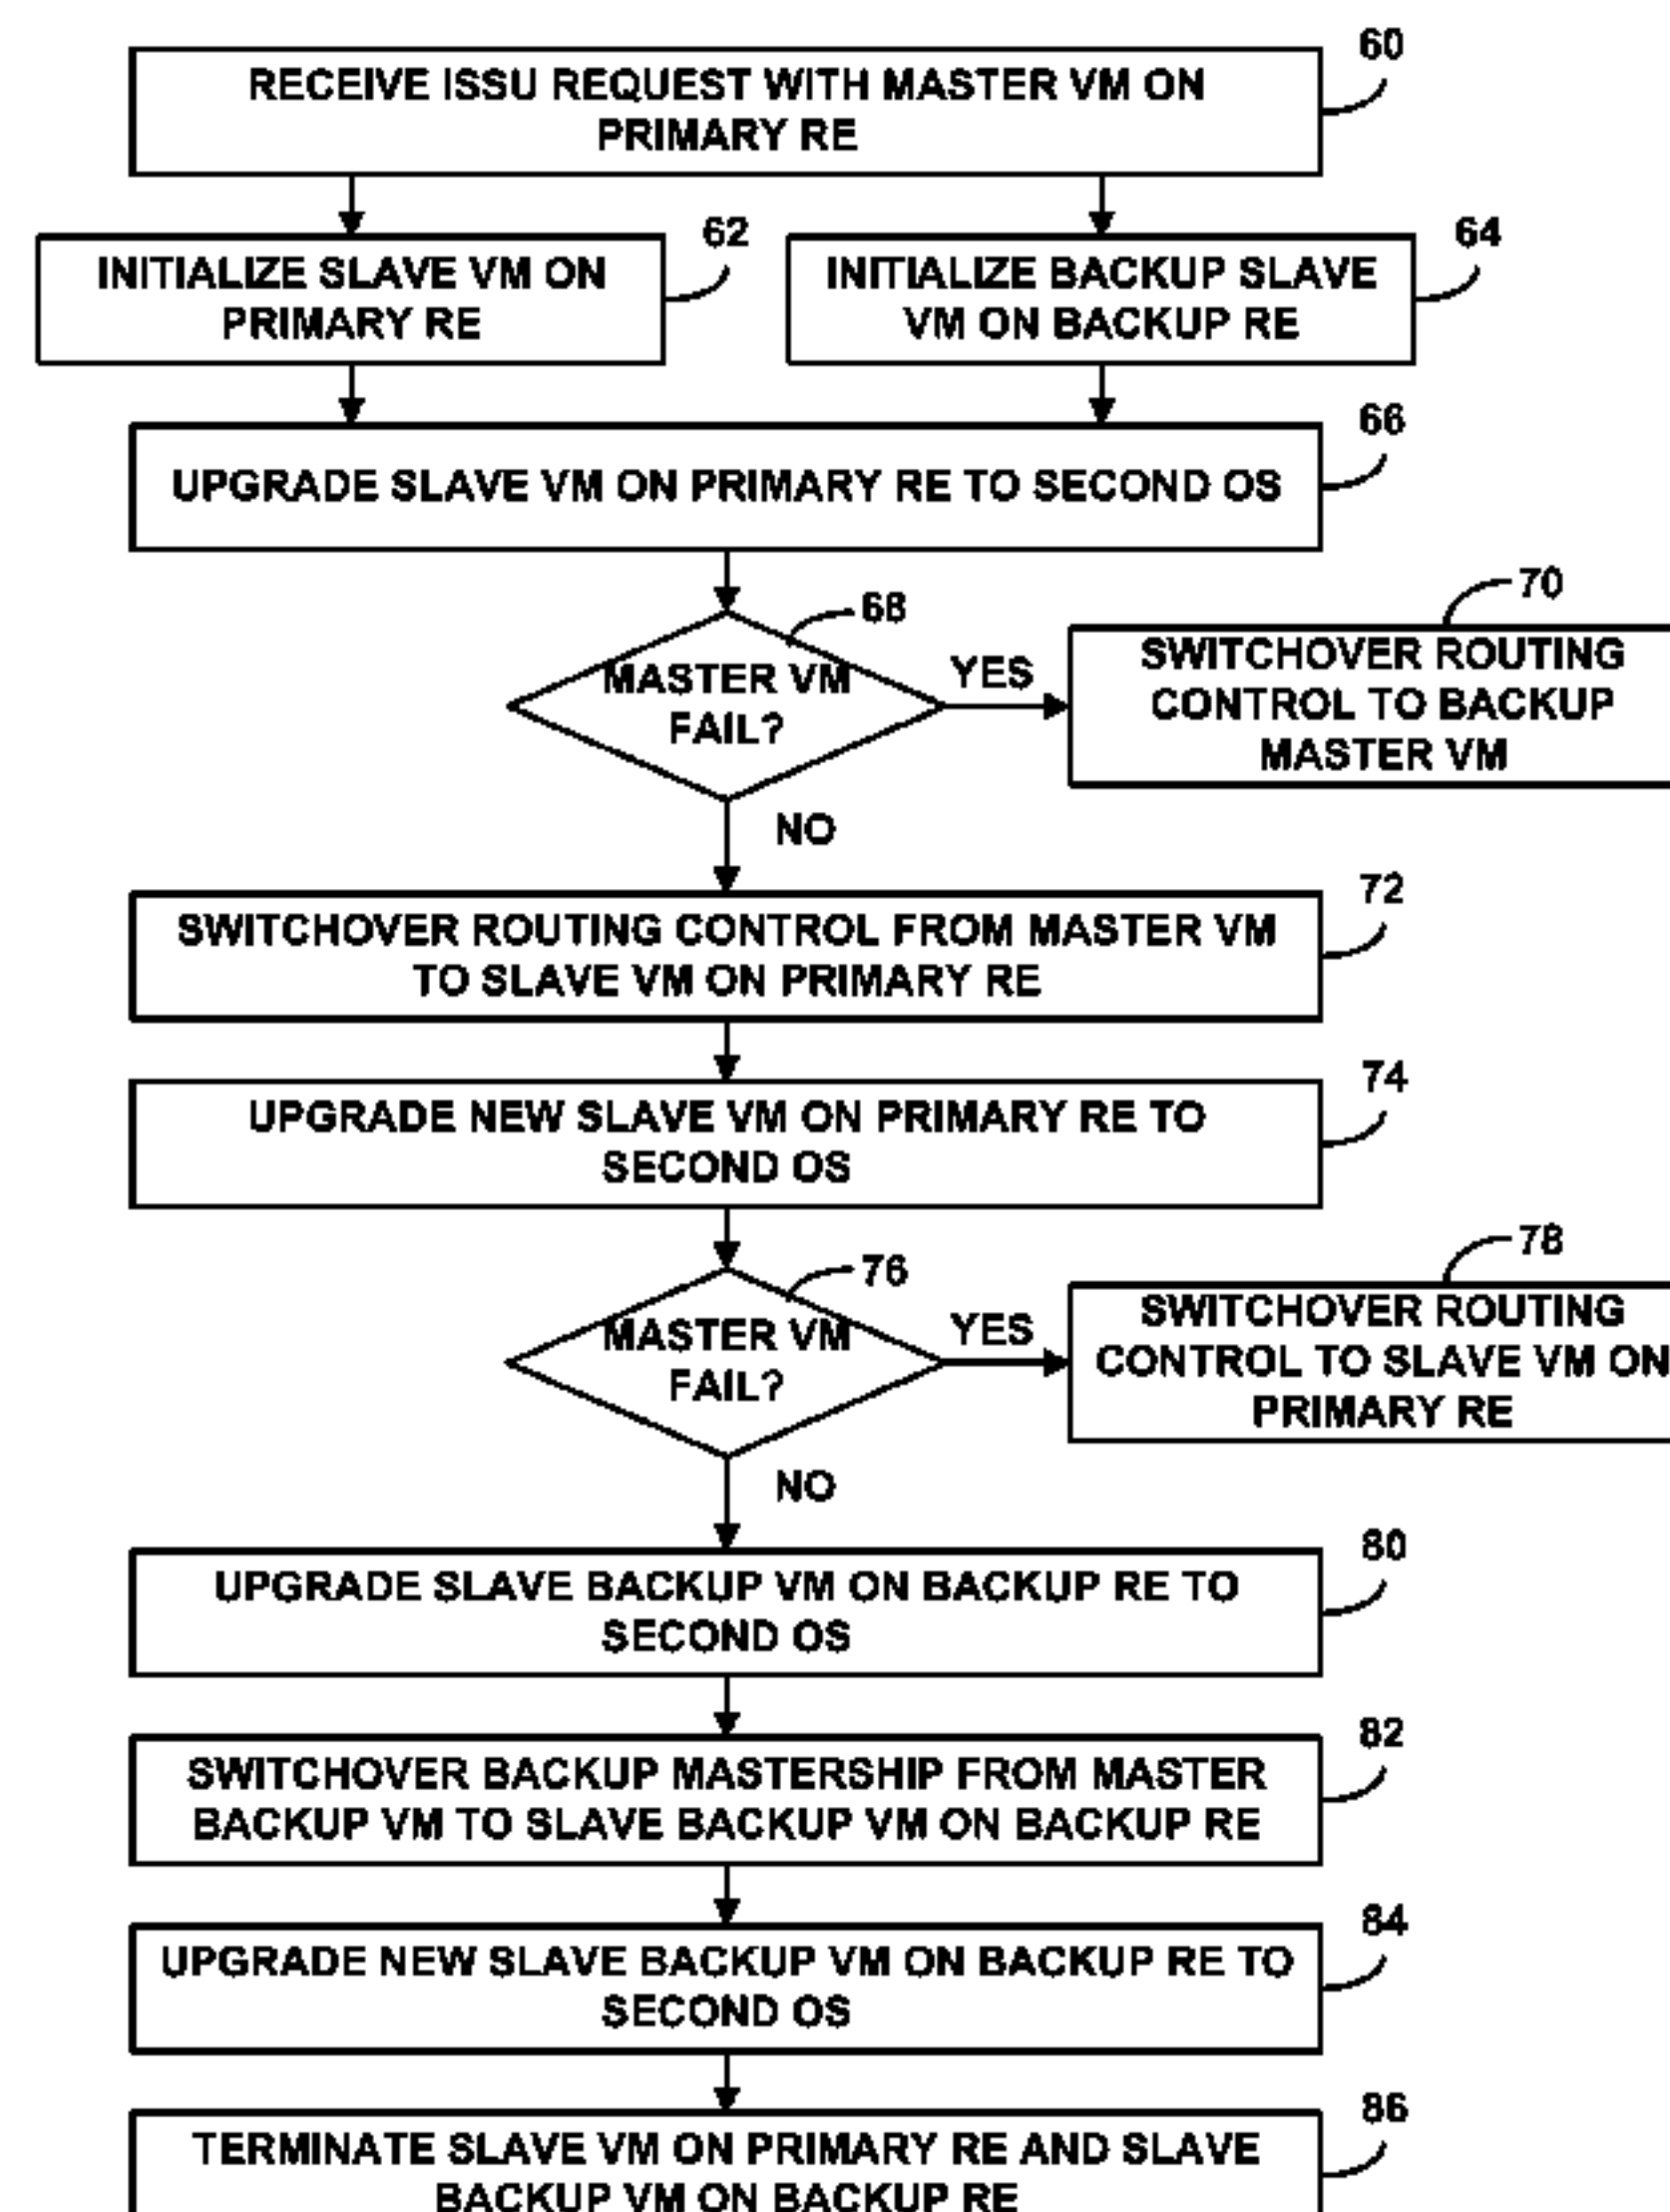 60
RECEIVE ISSU REQUEST WITH MASTER VM ON
PRIMARY RE
62
INITIALIZE SLAVE VM ON
PRIMARY RE
64
INITIALIZE BACKUP SLAVE
VM ON BACKUP RE
66
UPGRADE SLAVE VM ON PRIMARY RE TO SECOND OS
68
MASTER VM
FAIL?
YES
70
SWITCHOVER ROUTING
CONTROL TO BACKUP
MASTER VM
NO
72
SWITCHOVER ROUTING CONTROL FROM MASTER VM
TO SLAVE VM ON PRIMARY RE
74
UPGRADE NEW SLAVE VM ON PRIMARY RE TO
SECOND OS
76
MASTER VM
FAIL?
YES
78
SWITCHOVER ROUTING
CONTROL TO SLAVE VM ON
PRIMARY RE
NO
80
UPGRADE SLAVE BACKUP VM ON BACKUP RE TO
SECOND OS
82
SWITCHOVER BACKUP MASTERSHIP FROM MASTER
BACKUP VM TO SLAVE BACKUP VM ON BACKUP RE
84
UPGRADE NEW SLAVE BACKUP VM ON BACKUP RE TO
SECOND OS
86
TERMINATE SLAVE VM ON PRIMARY RE AND SLAVE
BACKUP VM ON BACKUP RE